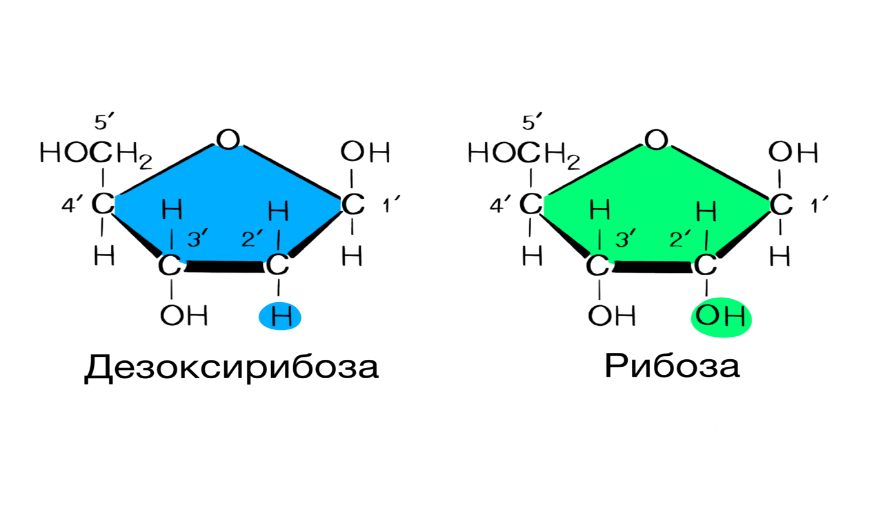 5′ 5′
HOCH₂ O OH HOCH₂ O OH
4′ C H H C 1′ 4′ C H H C 1′
H 3′ 2′ H H 3′ 2′ H
C C C C
OH H OH OH
Дезоксирибоза Рибоза